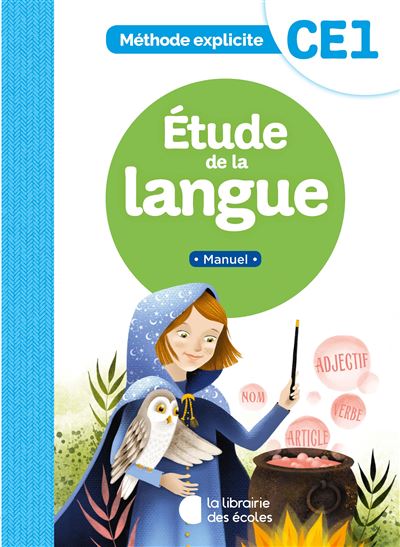 Méthode explicite
CE1
Étude
de la
langue
• Manuel •
ADJECTIF
NOM
VERBE
ARTICLE
la librairie
des écoles